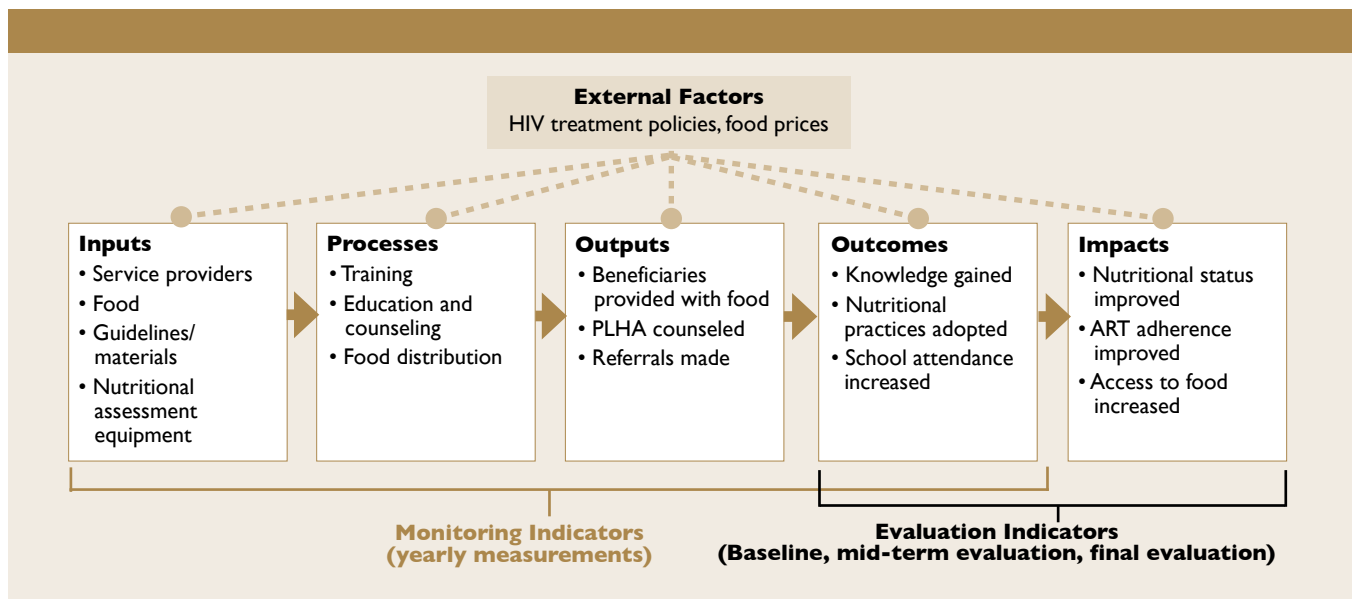 External Factors
HIV treatment policies, food prices
Inputs
• Service providers
• Food
• Guidelines/
materials
• Nutritional
assessment
equipment
Processes
• Training
• Education and
counseling
• Food distribution
Outputs
• Beneficiaries
provided with food
• PLHA counseled
• Referrals made
Outcomes
• Knowledge gained
• Nutritional
practices adopted
• School attendance
increased
Impacts
• Nutritional status
improved
• ART adherence
improved
• Access to food
increased
Monitoring Indicators
(yearly measurements)
Evaluation Indicators
(Baseline, mid-term evaluation, final evaluation)